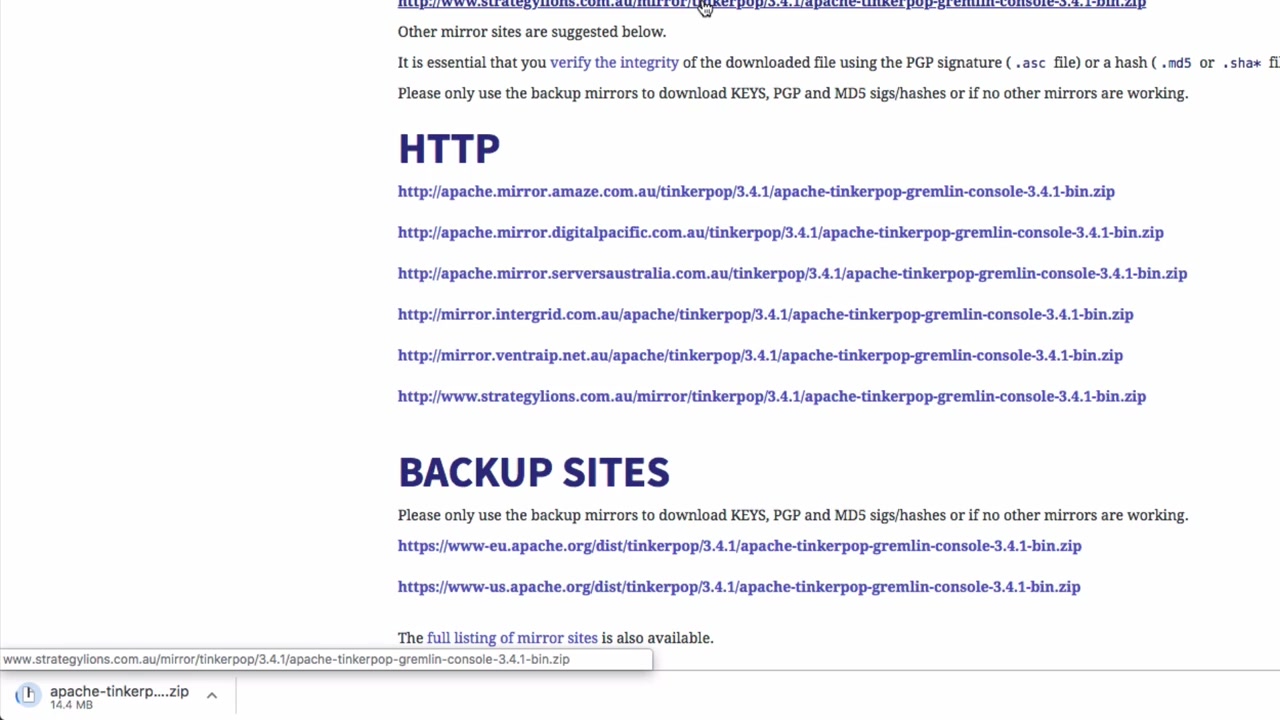 http://www.strategylions.com.au/mirror/tinkerpop/3.4.1/apache-tinkerpop-gremlin-console-3.4.1-bin.zip
Other mirror sites are suggested below.
It is essential that you verify the integrity of the downloaded file using the PGP signature ( .asc file) or a hash ( .md5 or .sha*
Please only use the backup mirrors to download KEYS, PGP and MD5 sigs/hashes or if no other mirrors are working.
HTTP
http://apache.mirror.amaze.com.au/tinkerpop/3.4.1/apache-tinkerpop-gremlin-console-3.4.1-bin.zip
http://apache.mirror.digitalpacific.com.au/tinkerpop/3.4.1/apache-tinkerpop-gremlin-console-3.4.1-bin.zip
http://apache.mirror.serversaustralia.com.au/tinkerpop/3.4.1/apache-tinkerpop-gremlin-console-3.4.1-bin.zip
http://mirror.intergrid.com.au/apache/tinkerpop/3.4.1/apache-tinkerpop-gremlin-console-3.4.1-bin.zip
http://mirror.ventraip.net.au/apache/tinkerpop/3.4.1/apache-tinkerpop-gremlin-console-3.4.1-bin.zip
http://www.strategylions.com.au/mirror/tinkerpop/3.4.1/apache-tinkerpop-gremlin-console-3.4.1-bin.zip
BACKUP SITES
Please only use the backup mirrors to download KEYS, PGP and MD5 sigs/hashes or if no other mirrors are working.
https://www-eu.apache.org/dist/tinkerpop/3.4.1/apache-tinkerpop-gremlin-console-3.4.1-bin.zip
https://www-us.apache.org/dist/tinkerpop/3.4.1/apache-tinkerpop-gremlin-console-3.4.1-bin.zip
The full listing of mirror sites is also available.
www.strategylions.com.au/mirror/tinkerpop/3.4.1/apache-tinkerpop-gremlin-console-3.4.1-bin.zip
apache-tinkerp....zip
14.4 MB